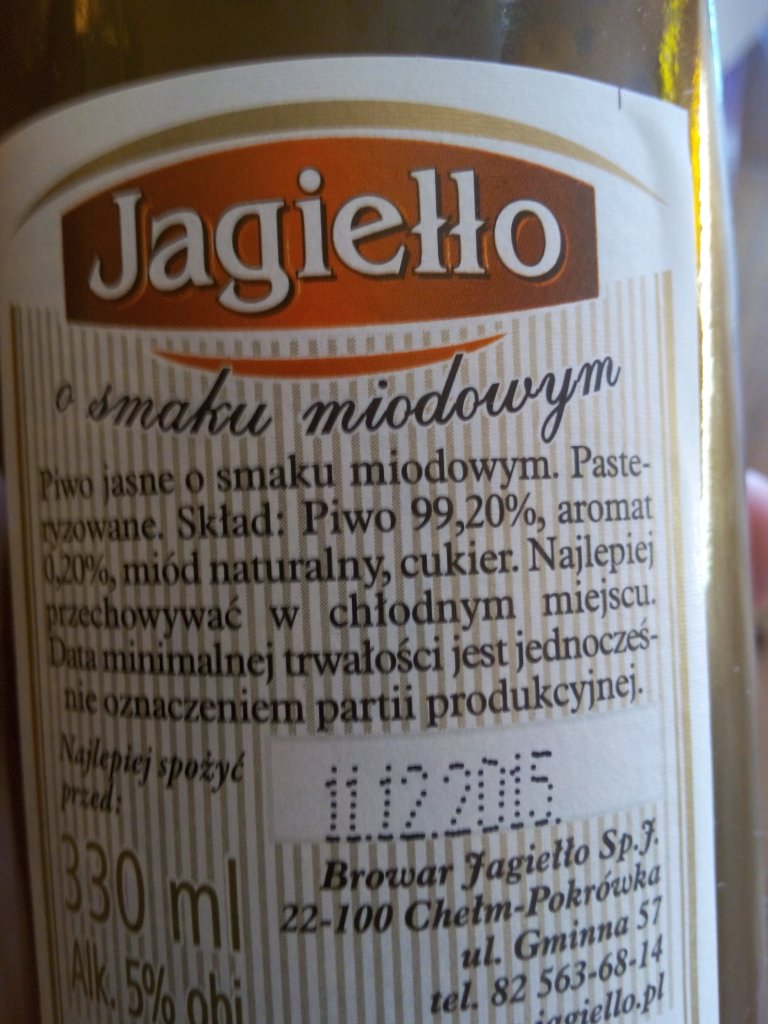 Jagiełło
o smaku miodowym
Piwo jasne o smaku miodowym. Paste-
ryzowane. Skład: Piwo 99,20%, aromat
0,20%, miód naturalny, cukier. Najlepiej
przechowywać w chłodnym miejscu.
Data minimalnej trwałości jest jednocześ-
nie oznaczeniem partii produkcyjnej.
Najlepiej spożyć
przed:
11.12.2015.
330 ml
Alk. 5% obj
Browar Jagiełło Sp.J.
22-100 Chełm-Pokrówka
ul. Gminna 57
tel. 82 563-68-14
jagiello.pl